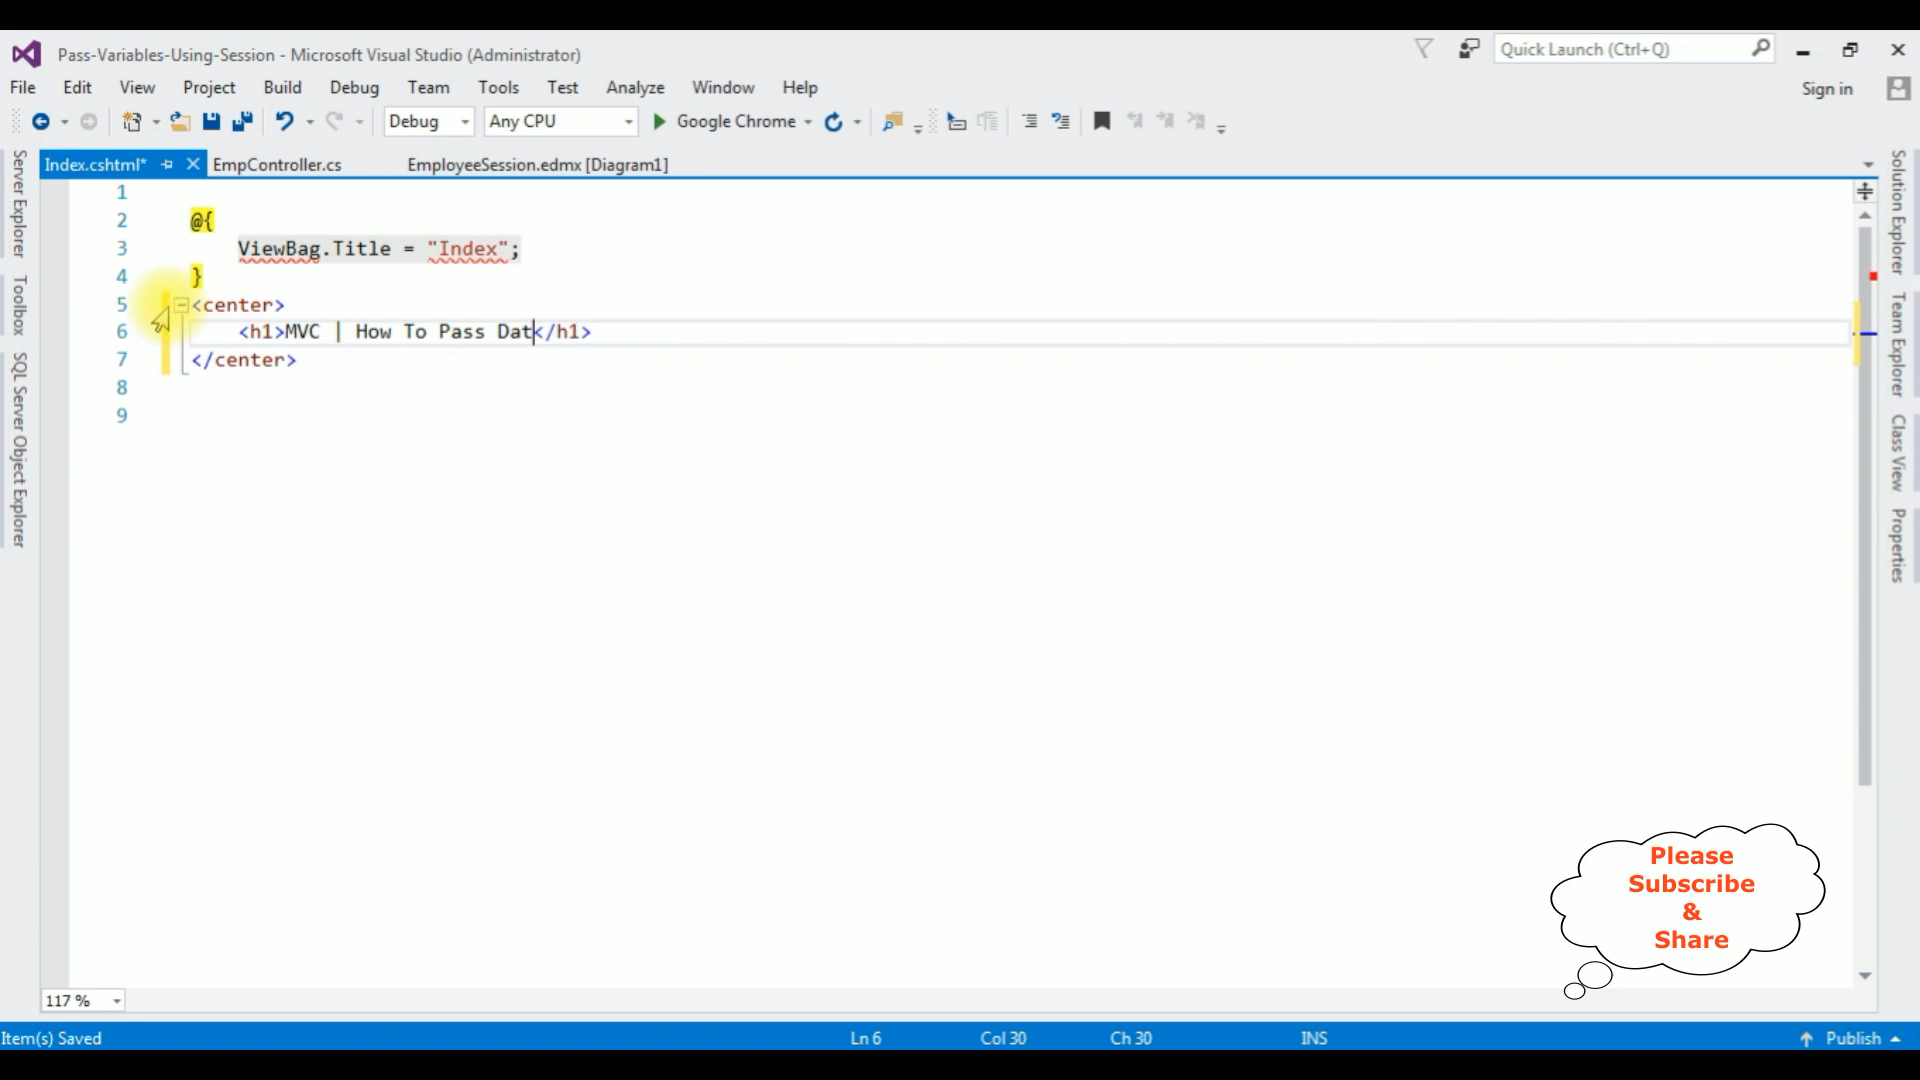 Pass-Variables-Using-Session - Microsoft Visual Studio (Administrator)
Quick Launch (Ctrl+Q)
File Edit View Project Build Debug Team Tools Test Analyze Window Help
Sign in
Debug Any CPU Google Chrome
Index.cshtml* EmpController.cs EmployeeSession.edmx [Diagram1]
Server Explorer
Toolbox
SQL Server Object Explorer
1
2 @{
3 ViewBag.Title = "Index";
4 }
5 <center>
6 <h1>MVC | How To Pass Dat</h1>
7 </center>
8
9
Solution Explorer
Team Explorer
Class View
Properties
Please
Subscribe
&
Share
117 %
Item(s) Saved Ln 6 Col 30 Ch 30 INS Publish